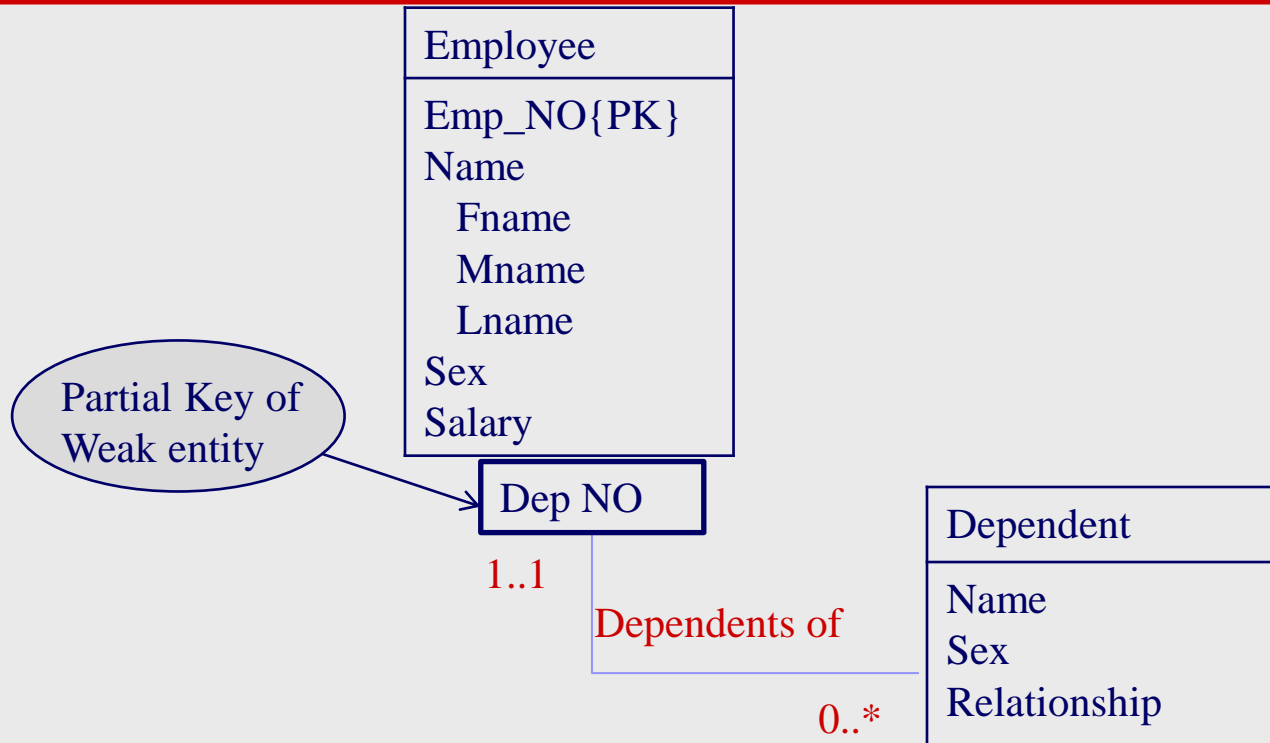 Employee
Emp_NO{PK}
Name
Fname
Mname
Lname
Sex
Salary
Partial Key of
Weak entity
Dep NO
1..1
Dependents of
0..*
Dependent
Name
Sex
Relationship